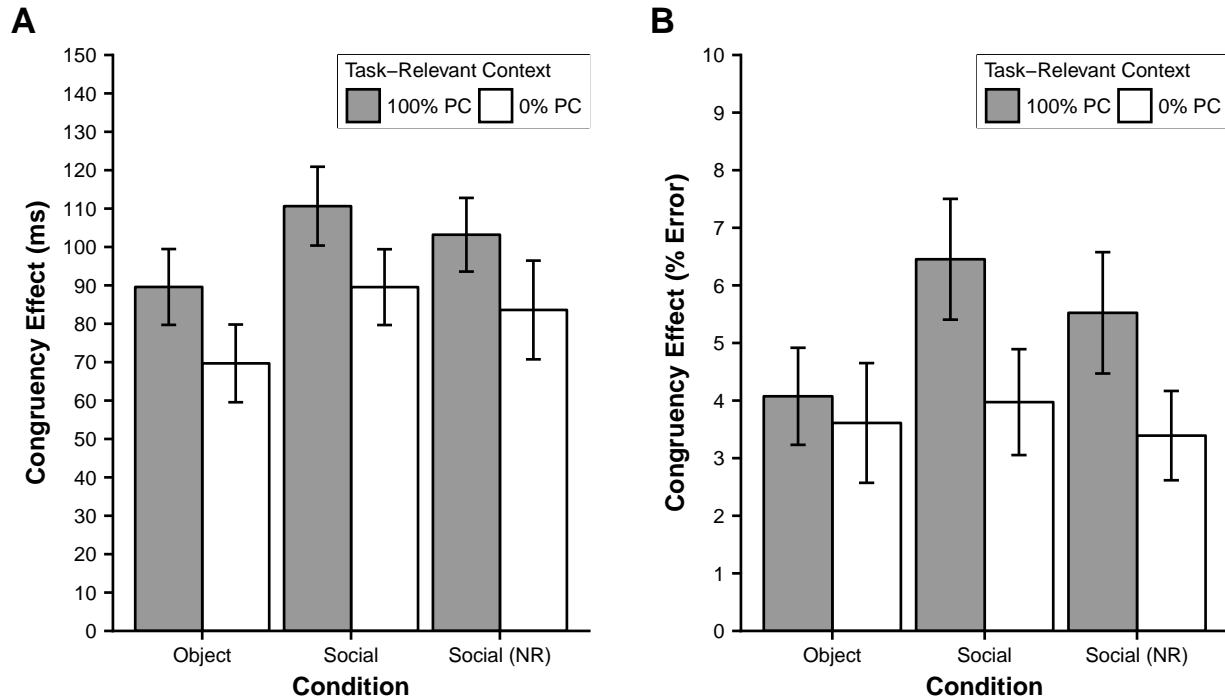 A
Congruency Effect (ms)
150
140
130
120
110
100
90
80
70
60
50
40
30
20
10
0
Task−Relevant Context
100% PC 0% PC
Object Social Social (NR)
Condition
B
Congruency Effect (% Error)
10
9
8
7
6
5
4
3
2
1
0
Task−Relevant Context
100% PC 0% PC
Object Social Social (NR)
Condition